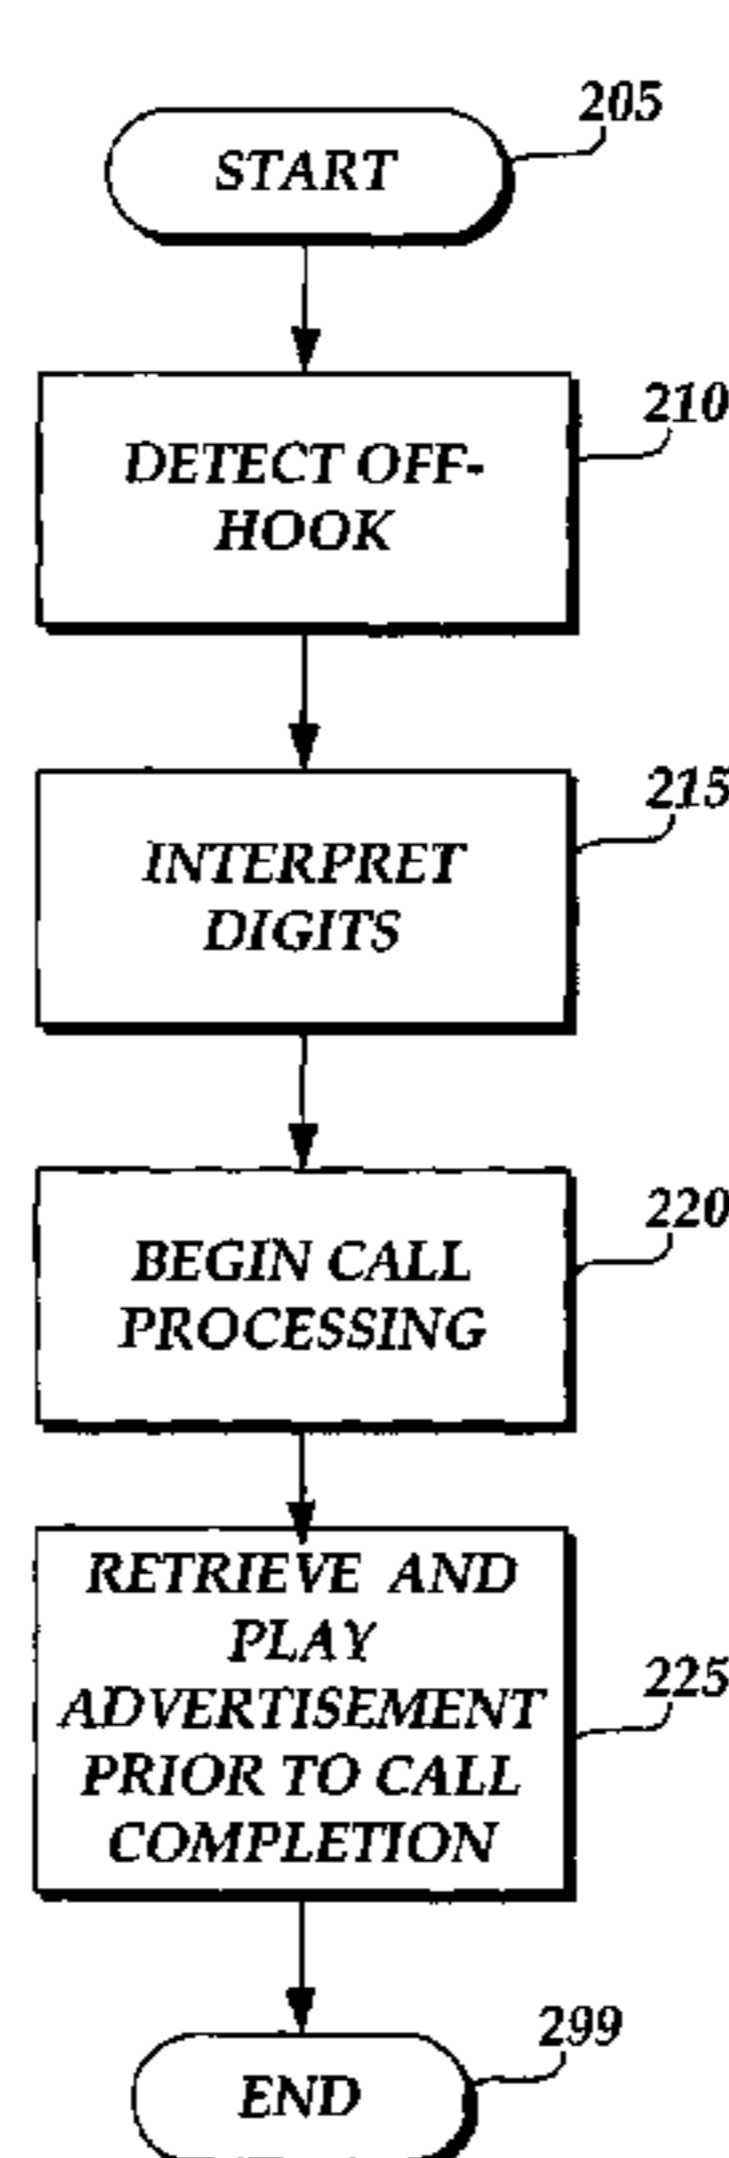 205
START
210
DETECT OFF-
HOOK
215
INTERPRET
DIGITS
220
BEGIN CALL
PROCESSING
RETRIEVE AND
PLAY
225
ADVERTISEMENT
PRIOR TO CALL
COMPLETION
299
END